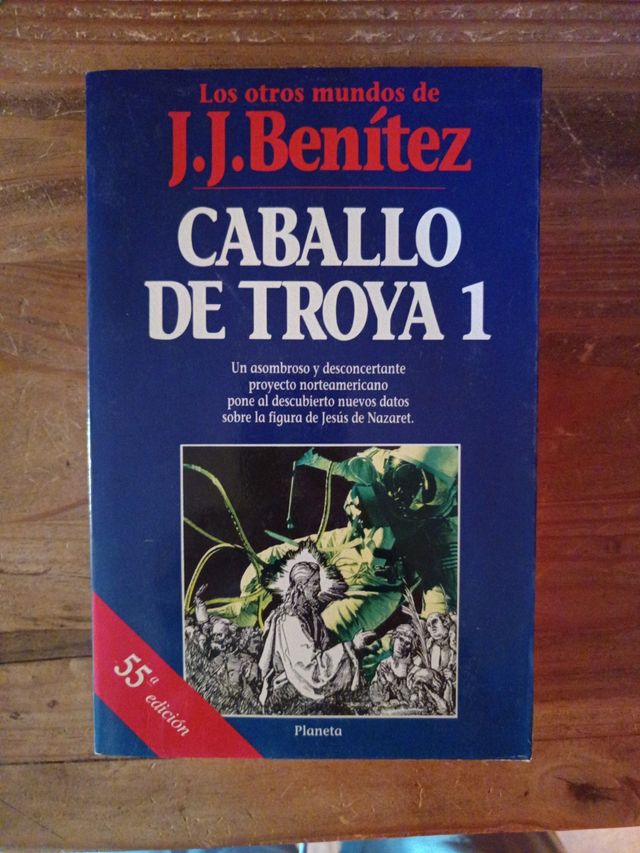 Los otros mundos de
J.J.Benítez
CABALLO
DE TROYA 1
Un asombroso y desconcertante
proyecto norteamericano
pone al descubierto nuevos datos
sobre la figura de Jesús de Nazaret.
55ª
edición
Planeta